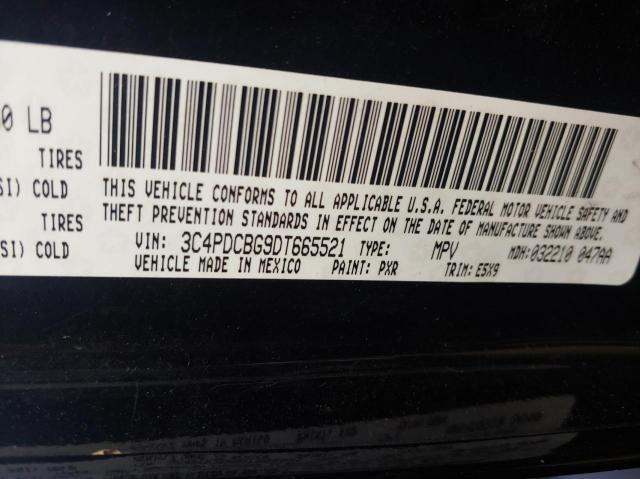 0 LB
TIRES
SI) COLD
TIRES
SI) COLD
THIS VEHICLE CONFORMS TO ALL APPLICABLE U.S.A. FEDERAL MOTOR VEHICLE SAFETY AND
THEFT PREVENTION STANDARDS IN EFFECT ON THE DATE OF MANUFACTURE SHOWN ABOVE.
VIN: 3C4PDCBG9DT665521 TYPE: MPV MDH:032210 047AA
VEHICLE MADE IN MEXICO PAINT: PXR TRIM: E5X9